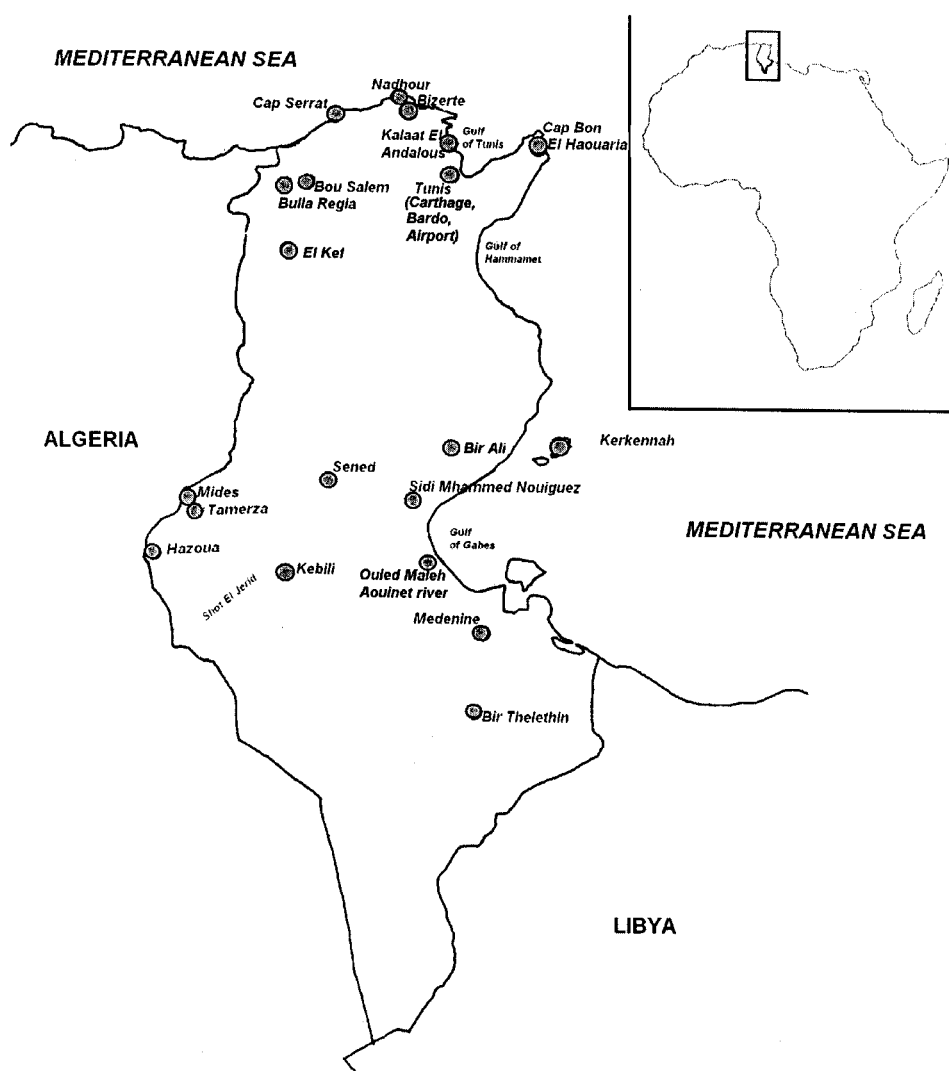 MEDITERRANEAN SEA
Nadhour
Cap Serrat
Bizerte
Kalaat El
Andalous
Gulf
of Tunis
Cap Bon
El Haouaria
Bou Salem
Bulla Regia
Tunis
(Carthage,
Bardo,
Airport)
El Kef
Gulf of
Hammamet
ALGERIA
Bir Ali
Kerkennah
Sened
Mides
Tamerza
Sidi Mhammed Nouiguez
MEDITERRANEAN SEA
Hazoua
Gulf
of Gabes
Kebili
Shot El Jerid
Ouled Maleh
Aouinet river
Medenine
Bir Thelethin
LIBYA